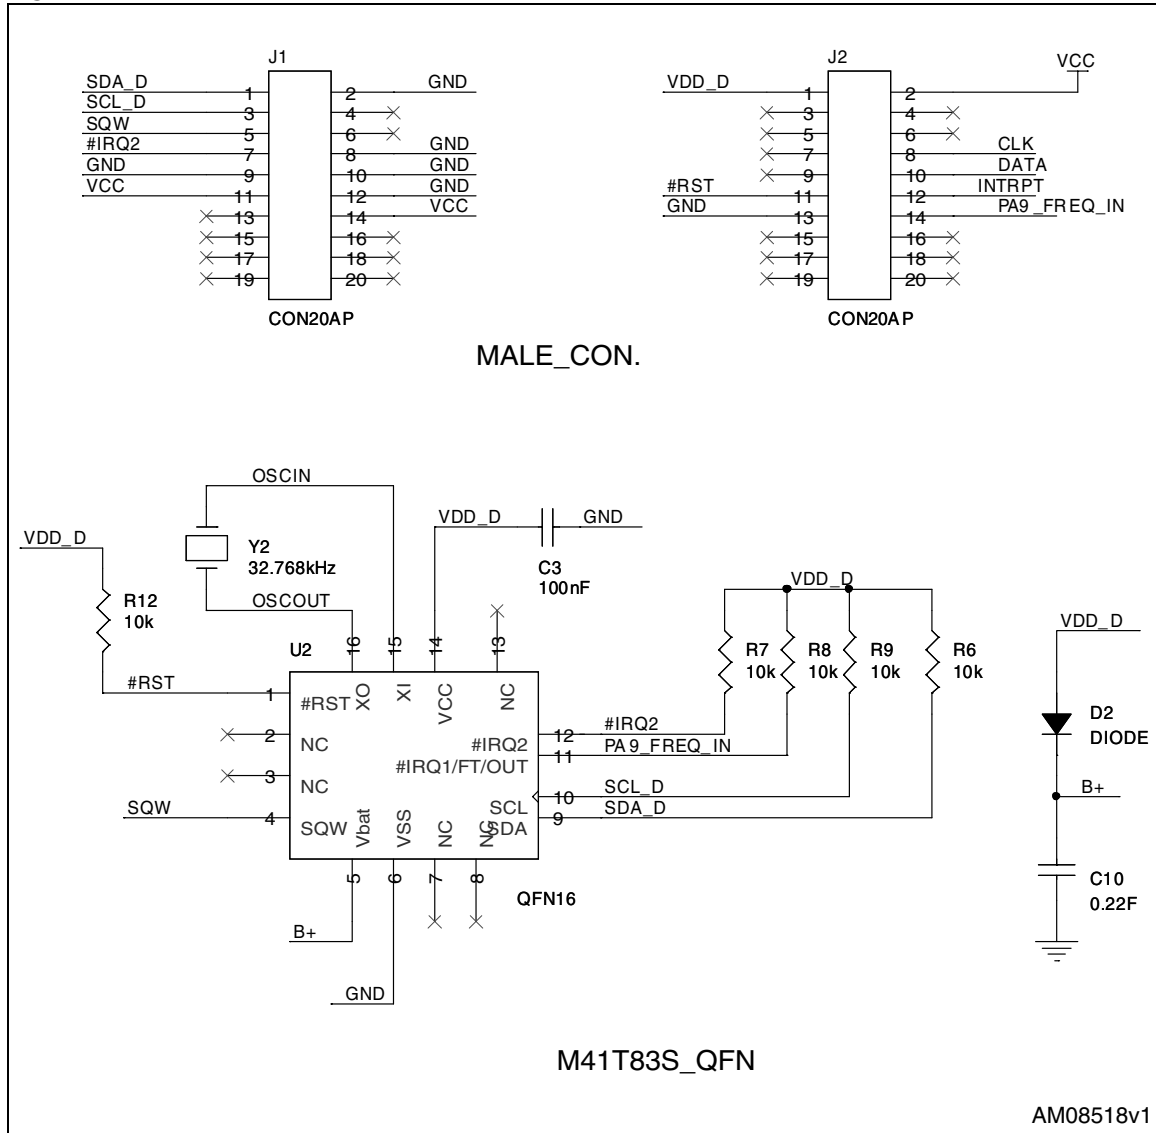 J1
SDA_D 1 2 GND
SCL_D 3 4
SQW 5 6
#IRQ2 7 8 GND
GND 9 10 GND
VCC 11 12 GND
13 14 VCC
15 16
17 18
19 20
CON20AP
J2
VCC
VDD_D 1 2
3 4
5 6
7 8 CLK
9 10 DATA
#RST 11 12 INTRPT
GND 13 14 PA9_FREQ_IN
15 16
17 18
19 20
CON20AP
MALE_CON.
OSCIN
VDD_D
Y2
32.768kHz
OSCOUT
R12
10k
#RST
VDD_D
GND
C3
100nF
U2
16
15
14
13
1
#RST
XO
XI
VCC
NC
2
NC
3
NC
SQW
4
SQW
Vbat
VSS
NC
NC
5
6
7
8
#IRQ2
12
#IRQ2
PA9_FREQ_IN
11
#IRQ1/FT/OUT
SCL_D
10
SCL
SDA_D
9
SDA
QFN16
B+
GND
VDD_D
R7
10k
R8
10k
R9
10k
R6
10k
VDD_D
D2
DIODE
B+
C10
0.22F
M41T83S_QFN
AM08518v1